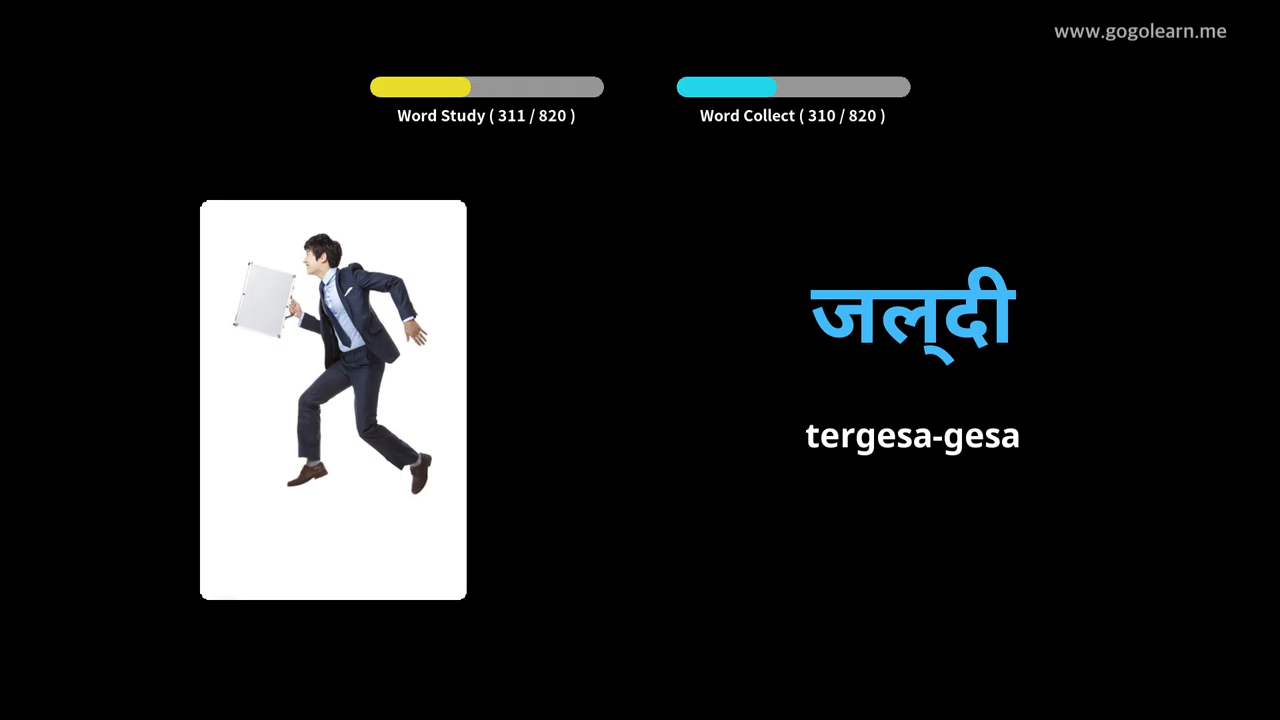 www.gogolearn.me
Word Study ( 311 / 820 )
Word Collect ( 310 / 820 )
जल्‌दी
tergesa-gesa